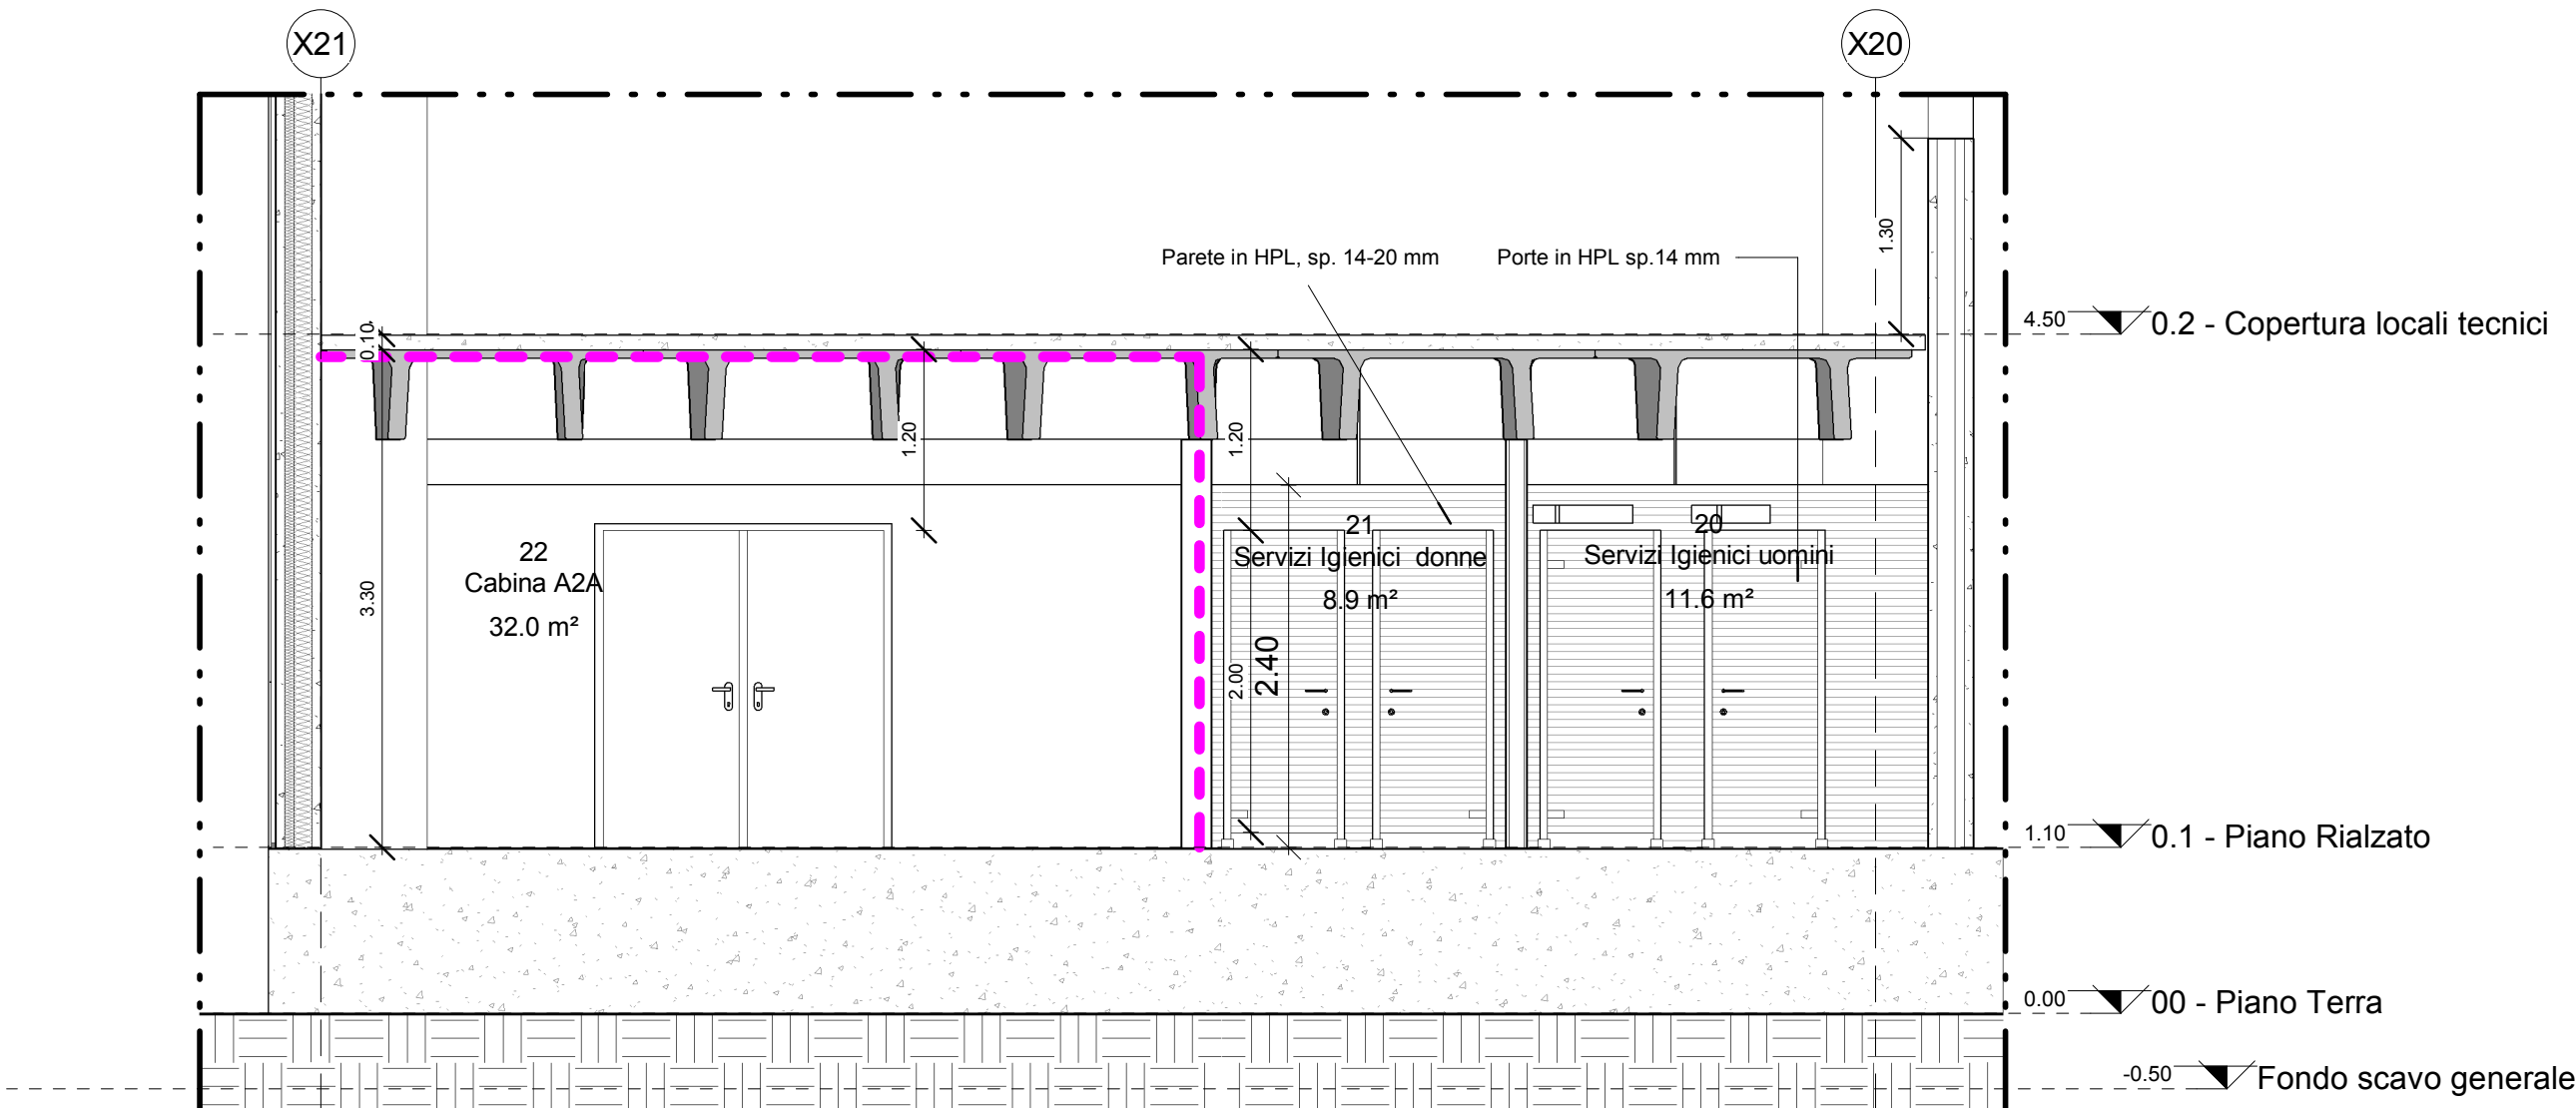 X21
X20
Parete in HPL, sp. 14-20 mm
Porte in HPL sp.14 mm
1.30
4.50
0.2 - Copertura locali tecnici
0.10
1.20
1.20
22
Cabina A2A
32.0 m²
21
Servizi Igienici donne
8.9 m²
20
Servizi Igienici uomini
11.6 m²
3.30
2.00
2.40
1.10
0.1 - Piano Rialzato
0.00
00 - Piano Terra
-0.50
Fondo scavo generale